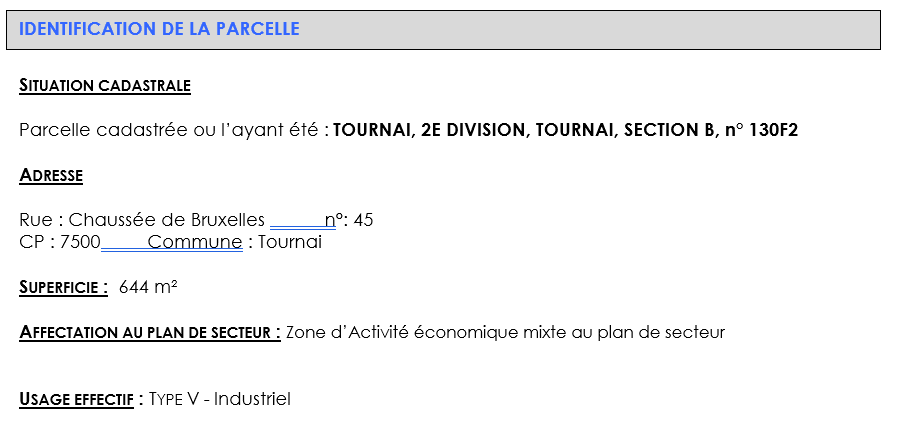 IDENTIFICATION DE LA PARCELLE
SITUATION CADASTRALE
Parcelle cadastrée ou l'ayant été : TOURNAI, 2E DIVISION, TOURNAI, SECTION B, n° 130F2
ADRESSE
Rue : Chaussée de Bruxelles n°: 45
CP : 7500 Commune : Tournai
SUPERFICIE : 644 m²
AFFECTATION AU PLAN DE SECTEUR : Zone d'Activité économique mixte au plan de secteur
USAGE EFFECTIF : TYPE V - Industriel